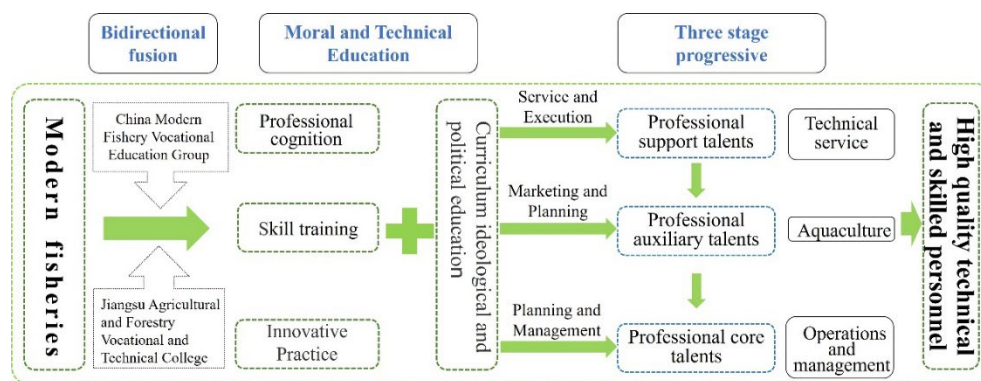 Bidirectional
fusion
Moral and Technical
Education
Three stage
progressive
Modern fisheries
China Modern
Fishery Vocational
Education Group
Jiangsu Agricultural
and Forestry
Vocational and
Technical College
Professional
cognition
Skill training
Innovative
Practice
Curriculum ideological and
political education
Service and
Execution
Marketing and
Planning
Planning and
Management
Professional
support talents
Professional
auxiliary talents
Professional core
talents
Technical
service
Aquaculture
Operations
and
management
High quality technical
and skilled personnel